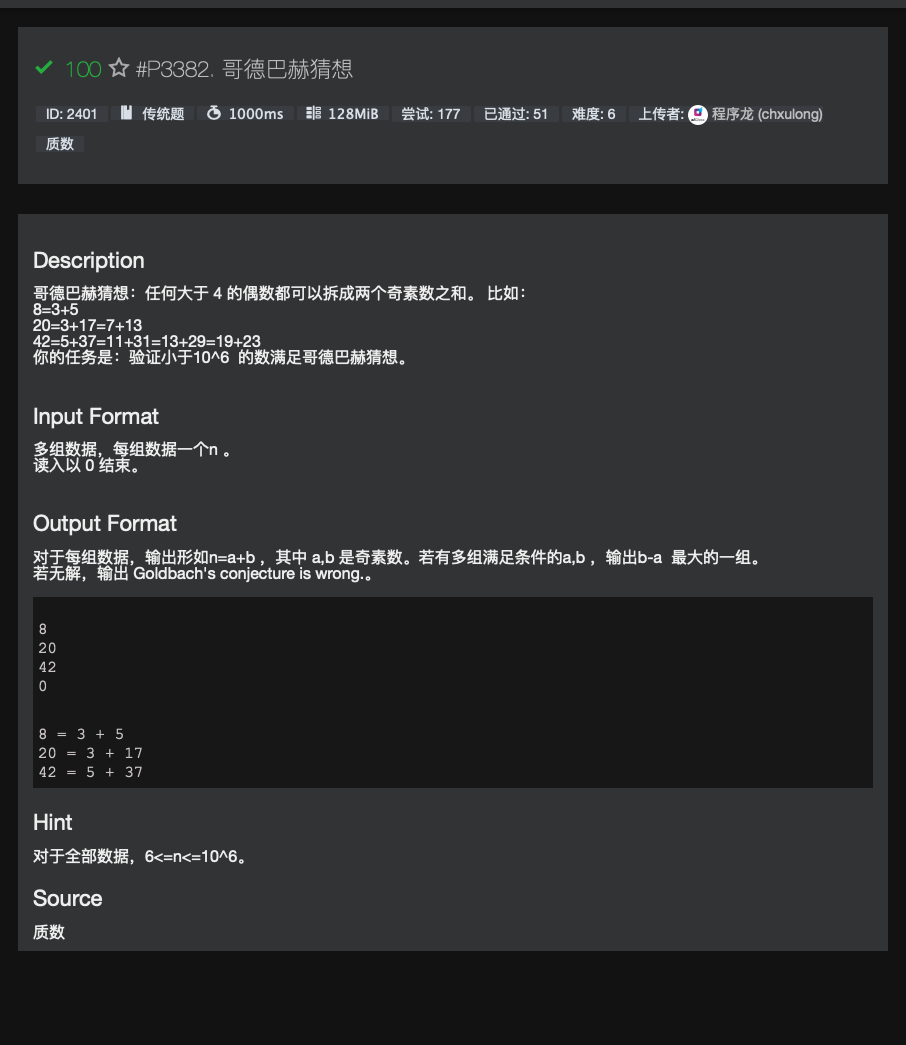 100 #P3382. 哥德巴赫猜想
ID: 2401 传统题 1000ms 128MiB 尝试: 177 已通过: 51 难度: 6 上传者: 程序龙 (chxulong)
质数
Description
哥德巴赫猜想：任何大于 4 的偶数都可以拆成两个奇素数之和。 比如：
8=3+5
20=3+17=7+13
42=5+37=11+31=13+29=19+23
你的任务是：验证小于10^6 的数满足哥德巴赫猜想。
Input Format
多组数据，每组数据一个n 。
读入以 0 结束。
Output Format
对于每组数据，输出形如n=a+b ，其中 a,b 是奇素数。若有多组满足条件的a,b ，输出b-a 最大的一组。
若无解，输出 Goldbach's conjecture is wrong.。
8
20
42
0
8 = 3 + 5
20 = 3 + 17
42 = 5 + 37
Hint
对于全部数据，6<=n<=10^6。
Source
质数